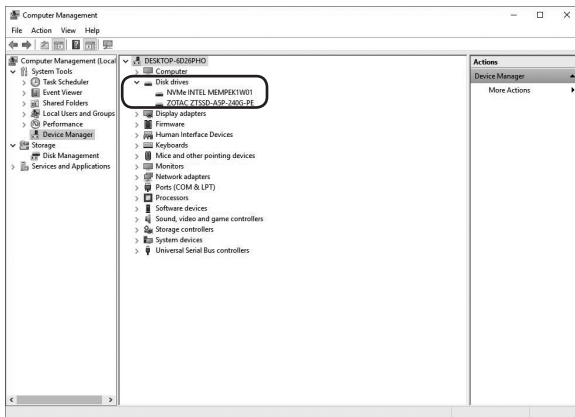 Computer Management
File Action View Help
Computer Management (Local
System Tools
Task Scheduler
Event Viewer
Shared Folders
Local Users and Groups
Performance
Device Manager
Storage
Disk Management
Services and Applications
DESKTOP-6D26PHO
Computer
Disk drives
NVMe INTEL MEMPEK1W01
ZOTAC ZTSSD-A5P-240G-PE
Display adapters
Firmware
Human Interface Devices
Keyboards
Mice and other pointing devices
Monitors
Network adapters
Ports (COM & LPT)
Processors
Software devices
Sound, video and game controllers
Storage controllers
System devices
Universal Serial Bus controllers
Actions
Device Manager
More Actions